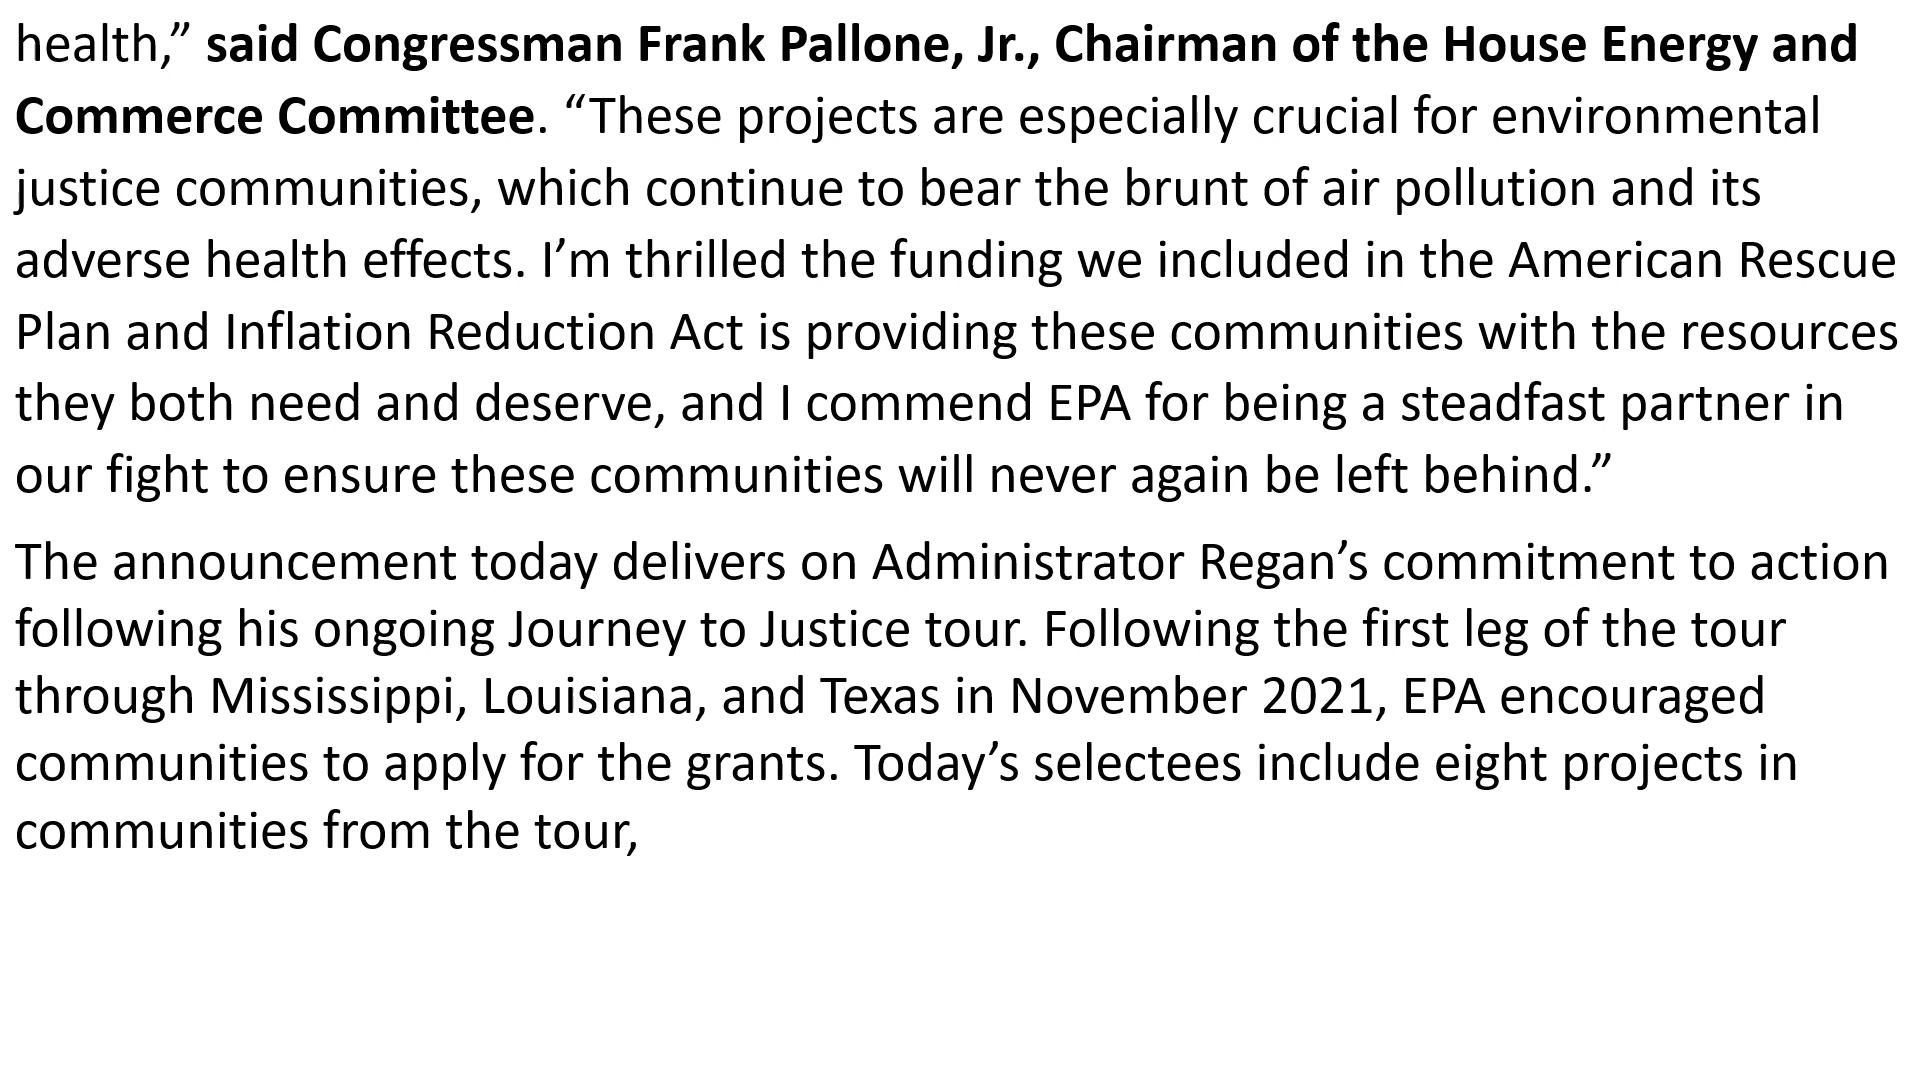 health,” said Congressman Frank Pallone, Jr., Chairman of the House Energy and
Commerce Committee. “These projects are especially crucial for environmental
justice communities, which continue to bear the brunt of air pollution and its
adverse health effects. I’m thrilled the funding we included in the American Rescue
Plan and Inflation Reduction Act is providing these communities with the resources
they both need and deserve, and I commend EPA for being a steadfast partner in
our fight to ensure these communities will never again be left behind.”
The announcement today delivers on Administrator Regan’s commitment to action
following his ongoing Journey to Justice tour. Following the first leg of the tour
through Mississippi, Louisiana, and Texas in November 2021, EPA encouraged
communities to apply for the grants. Today’s selectees include eight projects in
communities from the tour,